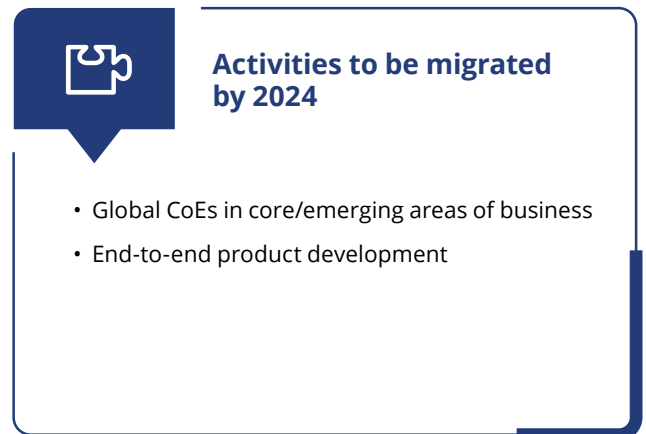 Activities to be migrated
by 2024
• Global CoEs in core/emerging areas of business
• End-to-end product development